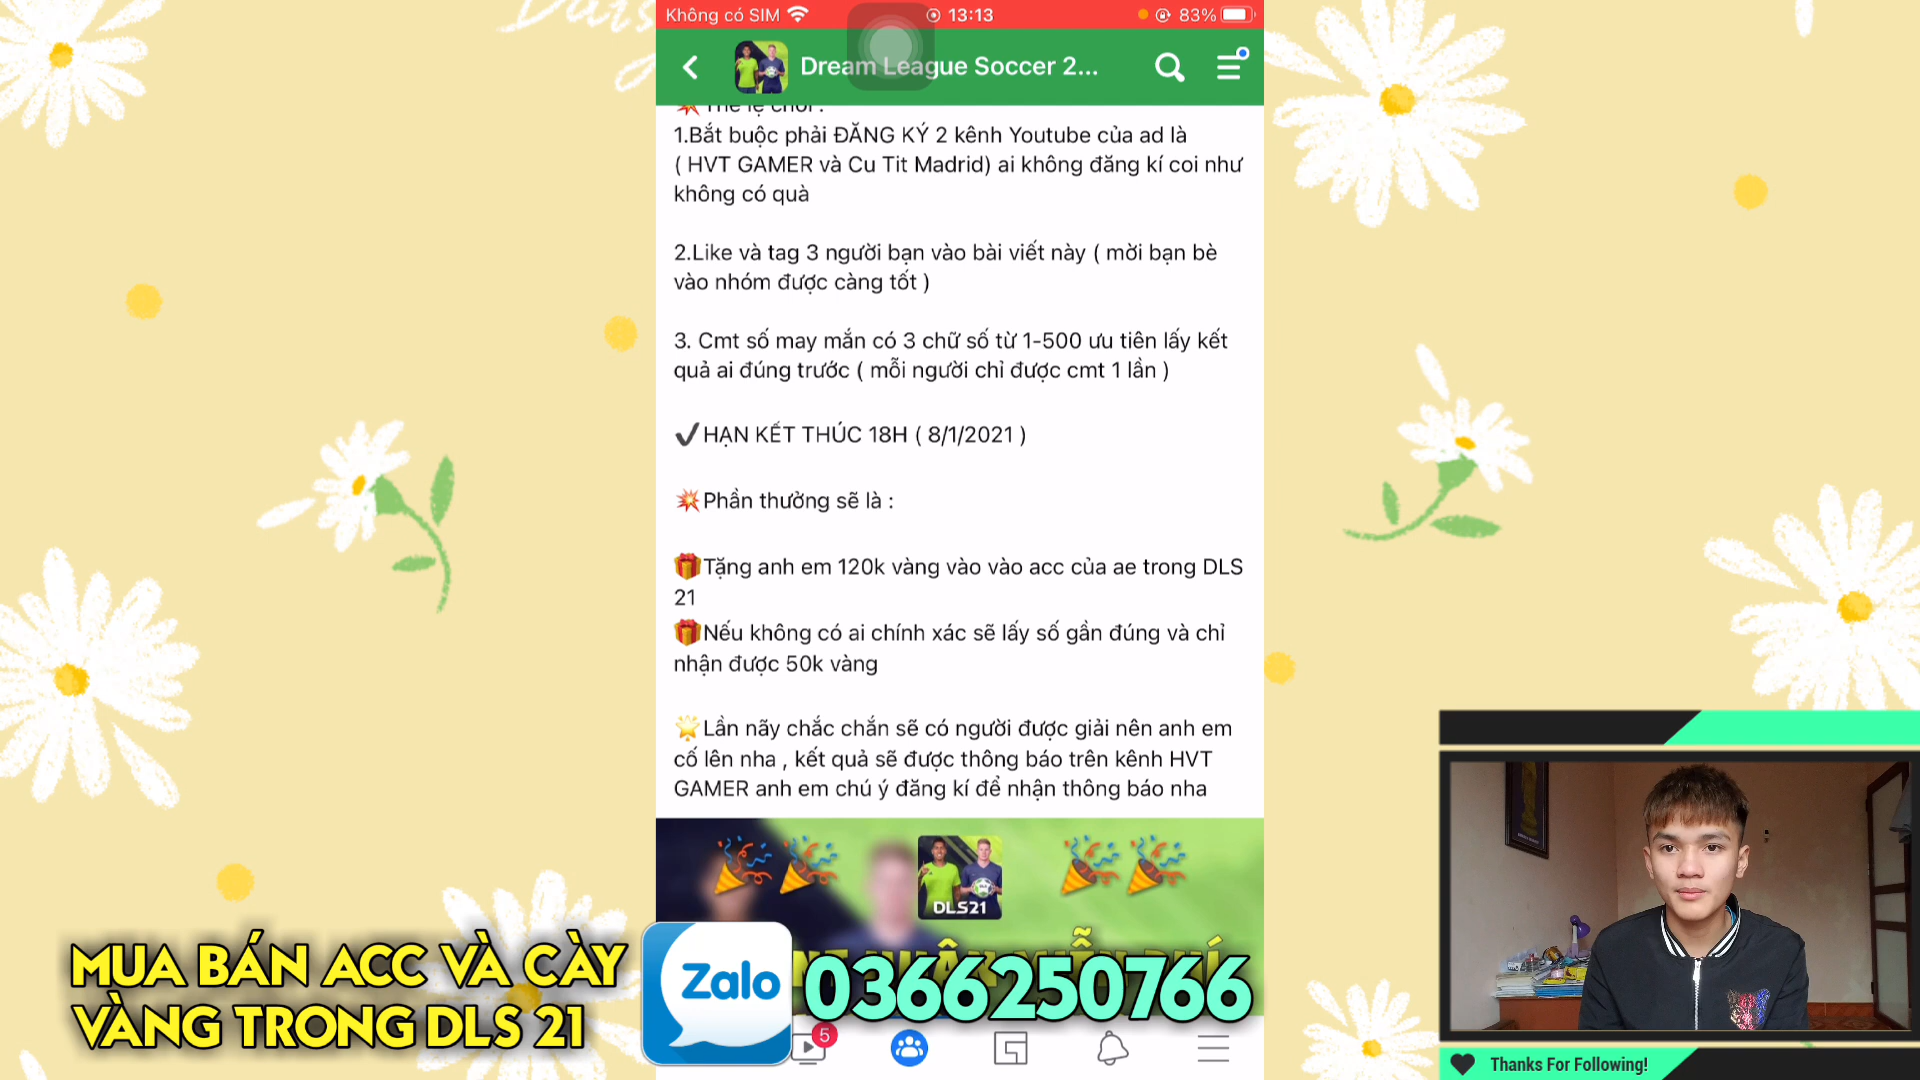 Không có SIM 13:13 83%
Dream League Soccer 2...
Thể lệ chơi :
1.Bắt buộc phải ĐĂNG KÝ 2 kênh Youtube của ad là
( HVT GAMER và Cu Tit Madrid) ai không đăng kí coi như
không có quà
2.Like và tag 3 người bạn vào bài viết này ( mời bạn bè
vào nhóm được càng tốt )
3. Cmt số may mắn có 3 chữ số từ 1-500 ưu tiên lấy kết
quả ai đúng trước ( mỗi người chỉ được cmt 1 lần )
✔HẠN KẾT THÚC 18H ( 8/1/2021 )
💥Phần thưởng sẽ là :
🎁Tặng anh em 120k vàng vào vào acc của ae trong DLS
21
🎁Nếu không có ai chính xác sẽ lấy số gần đúng và chỉ
nhận được 50k vàng
🌟Lần nãy chắc chắn sẽ có người được giải nên anh em
cố lên nha , kết quả sẽ được thông báo trên kênh HVT
GAMER anh em chú ý đăng kí để nhận thông báo nha
DLS21
MUA BÁN ACC VÀ CÀY
VÀNG TRONG DLS 21
Zalo
0366250766
5
Thanks For Following!